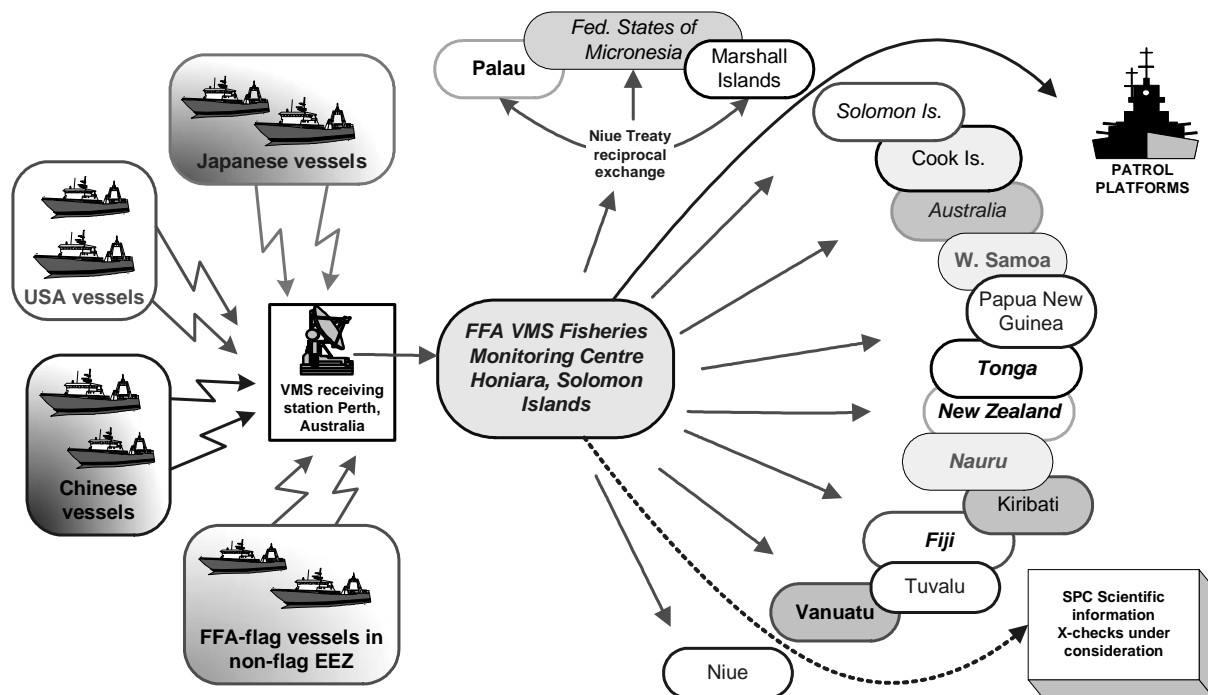 Fed. States of
Micronesia
Palau
Marshall
Islands
Niue Treaty
reciprocal
exchange
Solomon Is.
Cook Is.
Australia
W. Samoa
Papua New
Guinea
Tonga
New Zealand
Nauru
Kiribati
Fiji
Tuvalu
Vanuatu
Niue
PATROL
PLATFORMS
Japanese vessels
USA vessels
Chinese
vessels
FFA-flag vessels in
non-flag EEZ
VMS receiving
station Perth,
Australia
FFA VMS Fisheries
Monitoring Centre
Honiara, Solomon
Islands
SPC Scientific
information
X-checks under
consideration